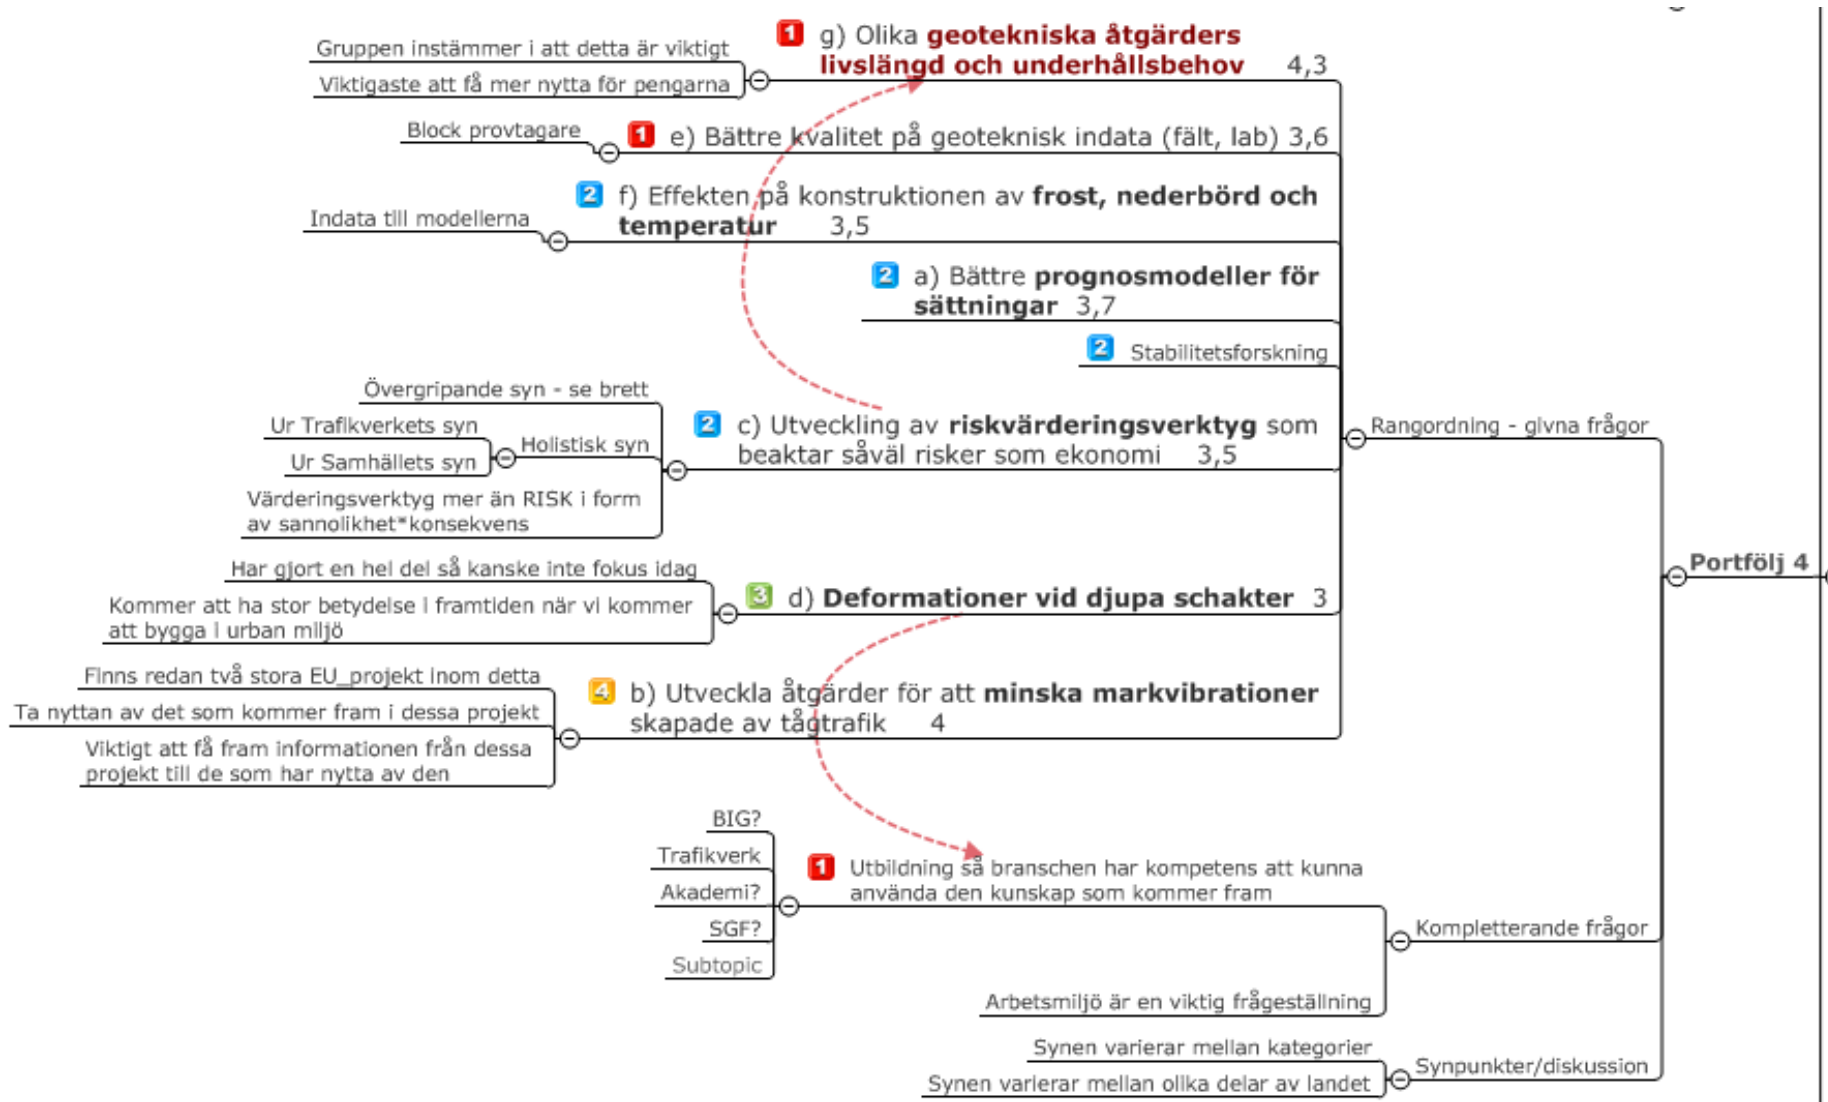 g) Olika geotekniska åtgärders
livslängd och underhållsbehov 4,3
Gruppen instämmer i att detta är viktigt
Viktigaste att få mer nytta för pengarna
e) Bättre kvalitet på geoteknisk indata (fält, lab) 3,6
Block provtagare
f) Effekten på konstruktionen av frost, nederbörd och
temperatur 3,5
Indata till modellerna
a) Bättre prognosmodeller för
sättningar 3,7
Stabilitetsforskning
c) Utveckling av riskvärderingsverktyg som
beaktar såväl risker som ekonomi 3,5
Övergripande syn - se brett
Holistisk syn
Ur Trafikverkets syn
Ur Samhällets syn
Värderingsverktyg mer än RISK i form
av sannolikhet*konsekvens
Rangordning - givna frågor
d) Deformationer vid djupa schakter 3
Har gjort en hel del så kanske inte fokus idag
Kommer att ha stor betydelse i framtiden när vi kommer
att bygga i urban miljö
Portfölj 4
b) Utveckla åtgärder för att minska markvibrationer
skapade av tågtrafik 4
Finns redan två stora EU_projekt inom detta
Ta nyttan av det som kommer fram i dessa projekt
Viktigt att få fram informationen från dessa
projekt till de som har nytta av den
Utbildning så branschen har kompetens att kunna
använda den kunskap som kommer fram
BIG?
Trafikverk
Akademi?
SGF?
Subtopic
Kompletterande frågor
Arbetsmiljö är en viktig frågeställning
Synpunkter/diskussion
Synen varierar mellan kategorier
Synen varierar mellan olika delar av landet
1
1
2
2
2
2
3
4
1